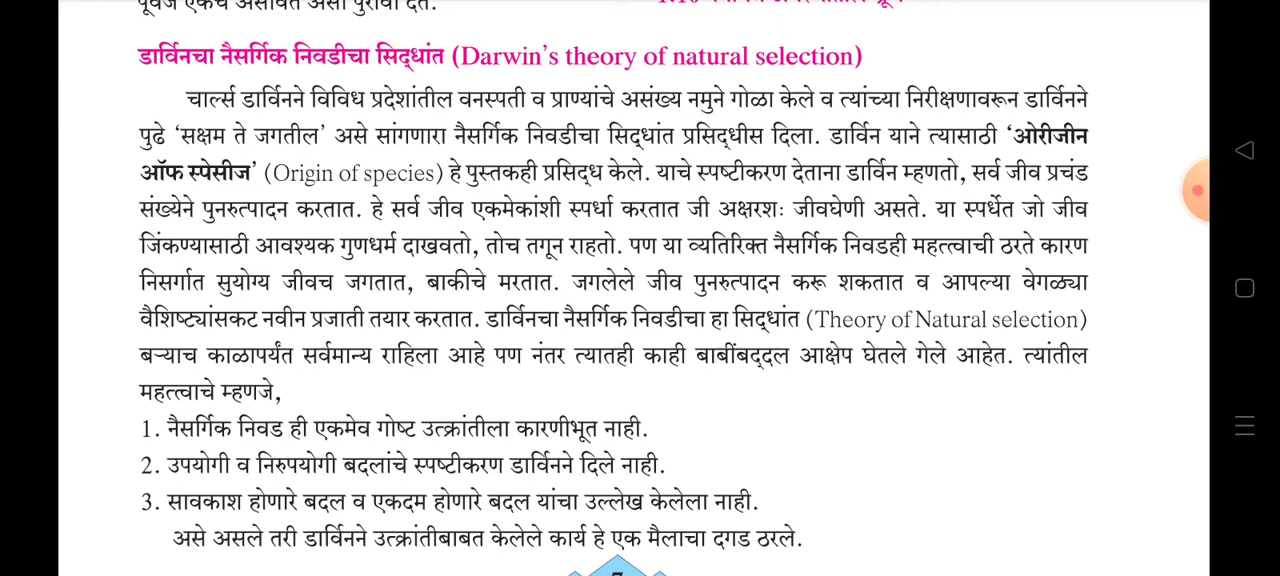 पूर्वज एकच असावेत असा पुरावा देते.
डार्विनचा नैसर्गिक निवडीचा सिद्धांत (Darwin's theory of natural selection)
चार्ल्स डार्विनने विविध प्रदेशांतील वनस्पती व प्राण्यांचे असंख्य नमुने गोळा केले व त्यांच्या निरीक्षणावरून डार्विनने
पुढे 'सक्षम ते जगतील' असे सांगणारा नैसर्गिक निवडीचा सिद्धांत प्रसिद्धीस दिला. डार्विन याने त्यासाठी 'ओरीजीन
ऑफ स्पेसीज' (Origin of species) हे पुस्तकही प्रसिद्ध केले. याचे स्पष्टीकरण देताना डार्विन म्हणतो, सर्व जीव प्रचंड
संख्येने पुनरुत्पादन करतात. हे सर्व जीव एकमेकांशी स्पर्धा करतात जी अक्षरशः जीवघेणी असते. या स्पर्धेत जो जीव
जिंकण्यासाठी आवश्यक गुणधर्म दाखवतो, तोच तगून राहतो. पण या व्यतिरिक्त नैसर्गिक निवडही महत्त्वाची ठरते कारण
निसर्गात सुयोग्य जीवच जगतात, बाकीचे मरतात. जगलेले जीव पुनरुत्पादन करू शकतात व आपल्या वेगळ्या
वैशिष्ट्यांसकट नवीन प्रजाती तयार करतात. डार्विनचा नैसर्गिक निवडीचा हा सिद्धांत (Theory of Natural selection)
बऱ्याच काळापर्यंत सर्वमान्य राहिला आहे पण नंतर त्यातही काही बाबींबद्दल आक्षेप घेतले गेले आहेत. त्यांतील
महत्त्वाचे म्हणजे,
1. नैसर्गिक निवड ही एकमेव गोष्ट उत्क्रांतीला कारणीभूत नाही.
2. उपयोगी व निरुपयोगी बदलांचे स्पष्टीकरण डार्विनने दिले नाही.
3. सावकाश होणारे बदल व एकदम होणारे बदल यांचा उल्लेख केलेला नाही.
असे असले तरी डार्विनने उत्क्रांतीबाबत केलेले कार्य हे एक मैलाचा दगड ठरले.